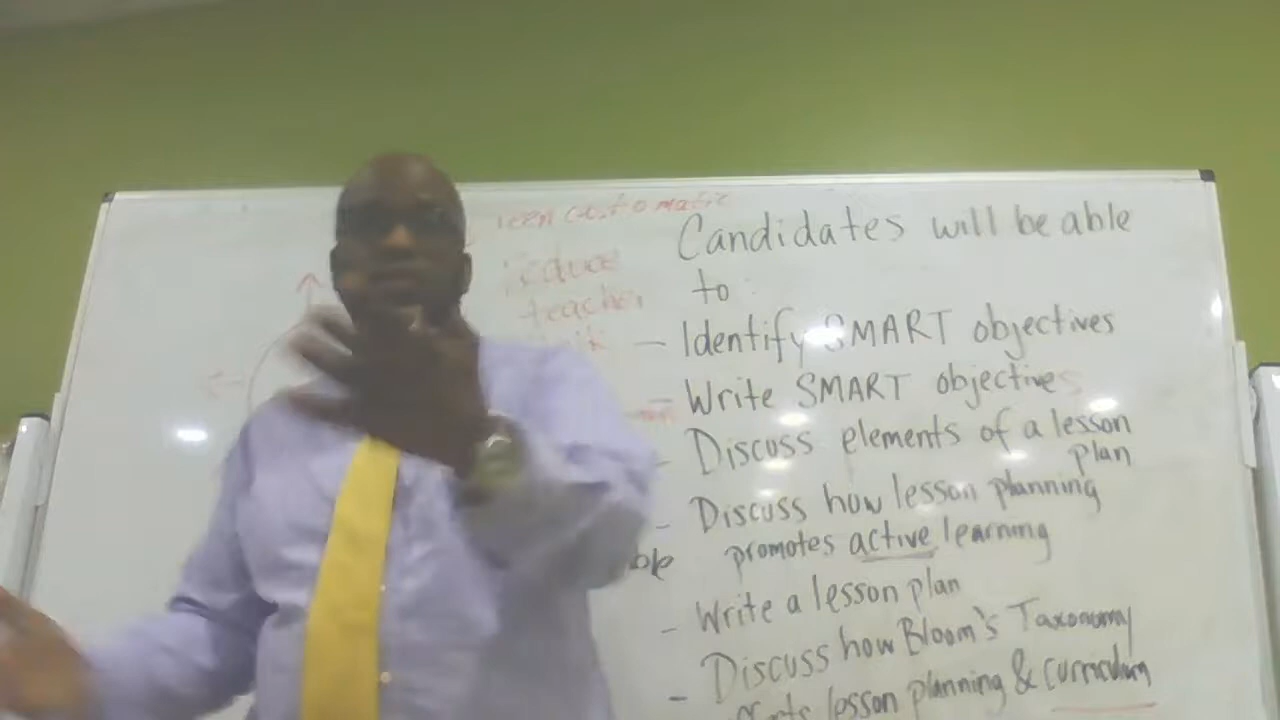 teacher
Candidates will be able
to:
- Identify SMART objectives
- Write SMART objectives
- Discuss elements of a lesson
plan
- Discuss how lesson planning
promotes active learning
- Write a lesson plan
- Discuss how Bloom's Taxonomy
lesson planning & curriculum